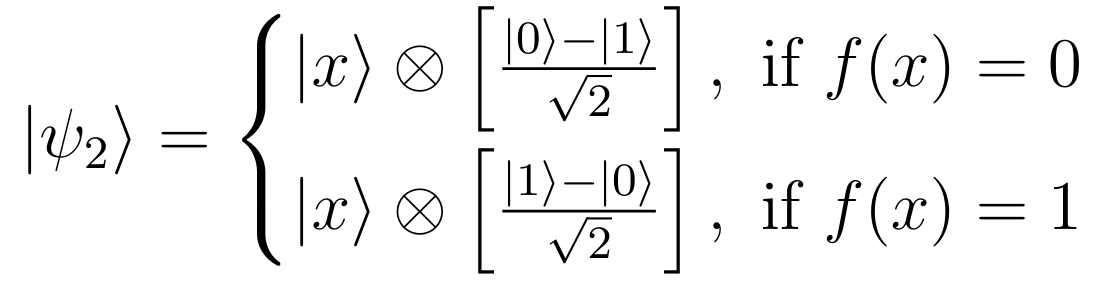 |ψ₂⟩ = { |x⟩ ⊗ [ (|0⟩−|1⟩)/√2 ] , if f(x) = 0
|x⟩ ⊗ [ (|1⟩−|0⟩)/√2 ] , if f(x) = 1